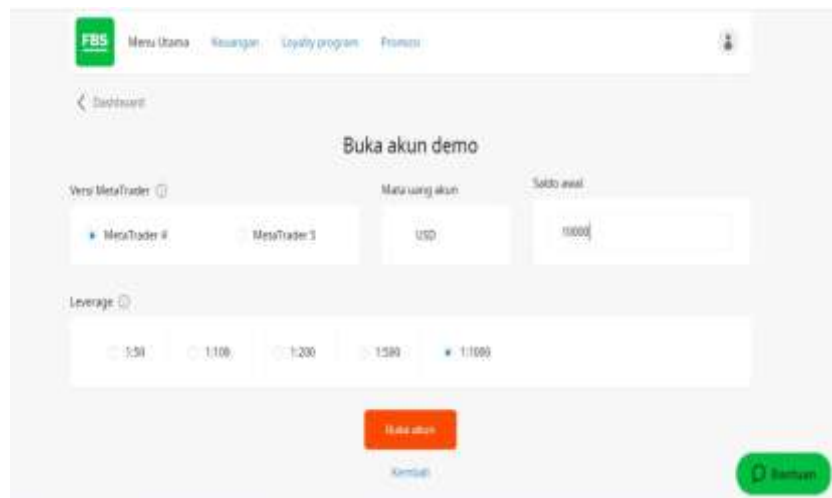 FBS Menu Utama Keuangan Loyalty program Promosi
Dashboard
Buka akun demo
Versi MetaTrader Mata uang akun Saldo awal
MetaTrader 4 MetaTrader 5 USD 10000
Leverage
1:50 1:100 1:200 1:500 1:1000
Buka akun
Kembali
Bantuan